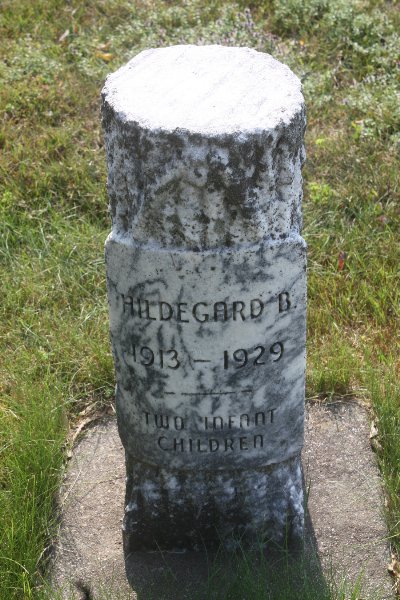 HILDEGARD B.
1913 – 1929
TWO INFANT
CHILDREN